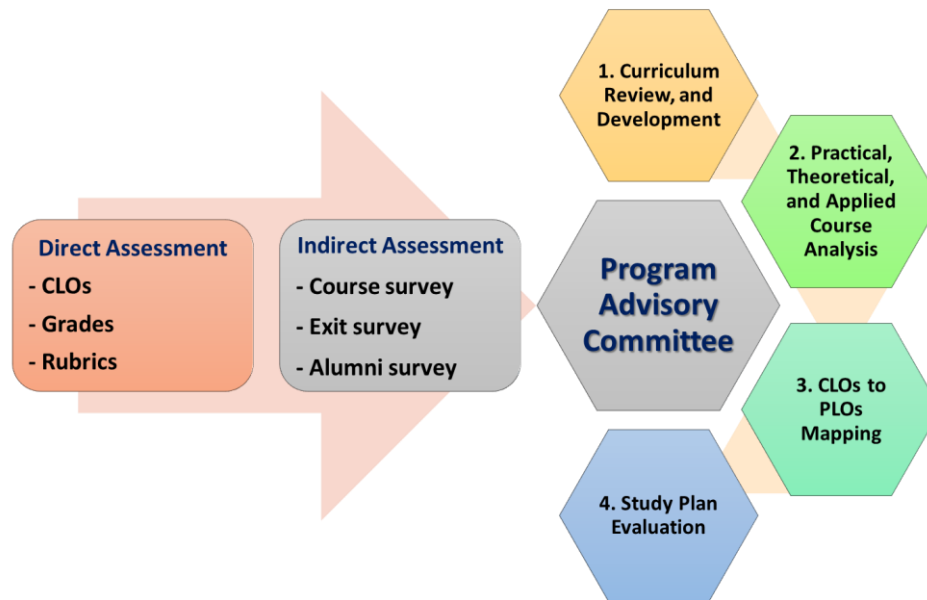 Direct Assessment
- CLOs
- Grades
- Rubrics
Indirect Assessment
- Course survey
- Exit survey
- Alumni survey
Program
Advisory
Committee
1. Curriculum
Review, and
Development
2. Practical,
Theoretical,
and Applied
Course
Analysis
3. CLOs to
PLOs
Mapping
4. Study Plan
Evaluation